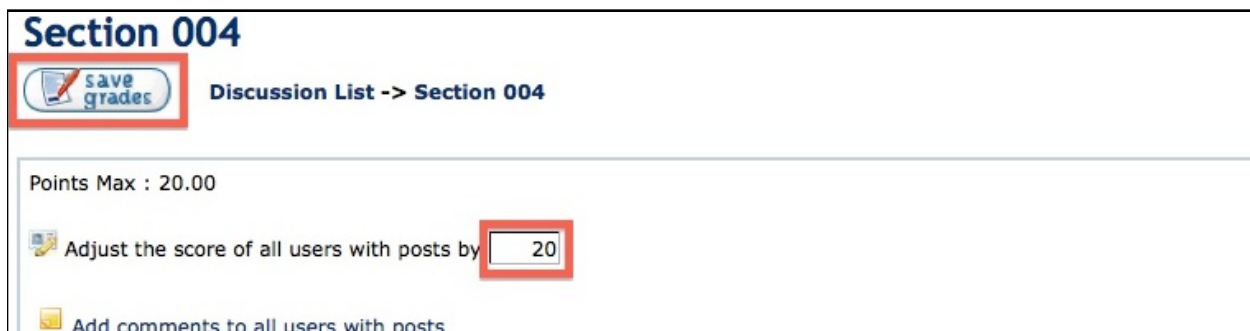 Section 004
save
grades
Discussion List -> Section 004
Points Max : 20.00
Adjust the score of all users with posts by 20
Add comments to all users with posts